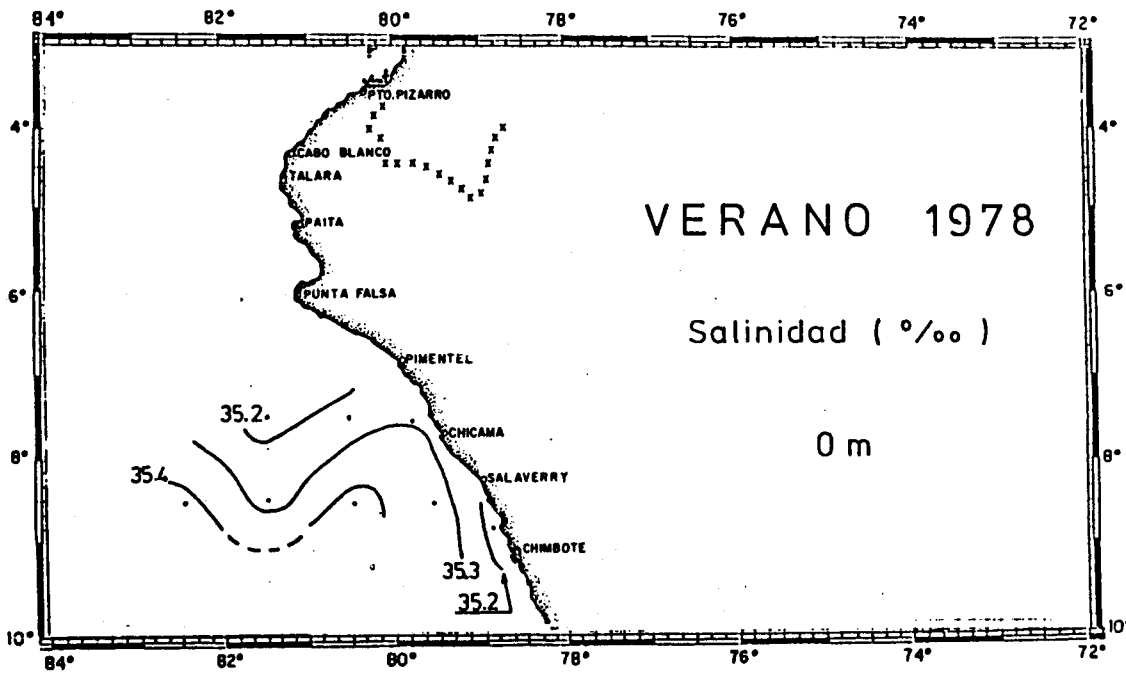 84° 82° 80° 78° 76° 74° 72°
PTO. PIZARRO
4° 4°
CABO BLANCO
TALARA
PAITA
VERANO 1978
PUNTA FALSA
6° 6°
Salinidad ( °/oo )
PIMENTEL
35.2
CHICAMA
0 m
8° 8°
35.4
SALAVERRY
CHIMBOTE
35.3
35.2
10° 10°
84° 82° 80° 78° 76° 74° 72°